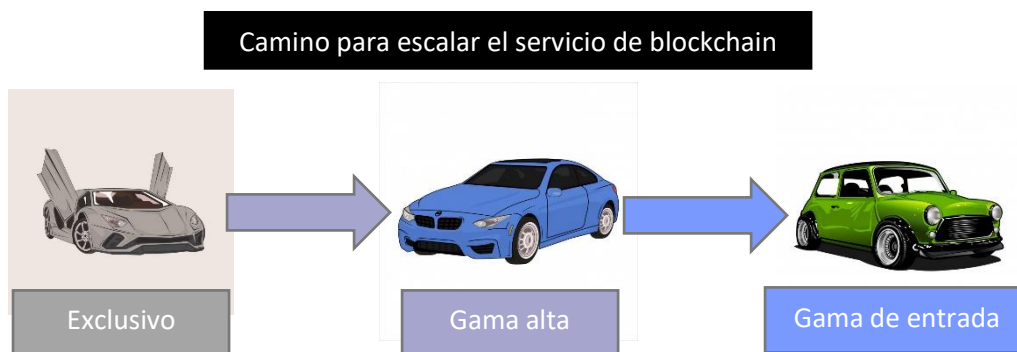 Camino para escalar el servicio de blockchain
Exclusivo
Gama alta
Gama de entrada